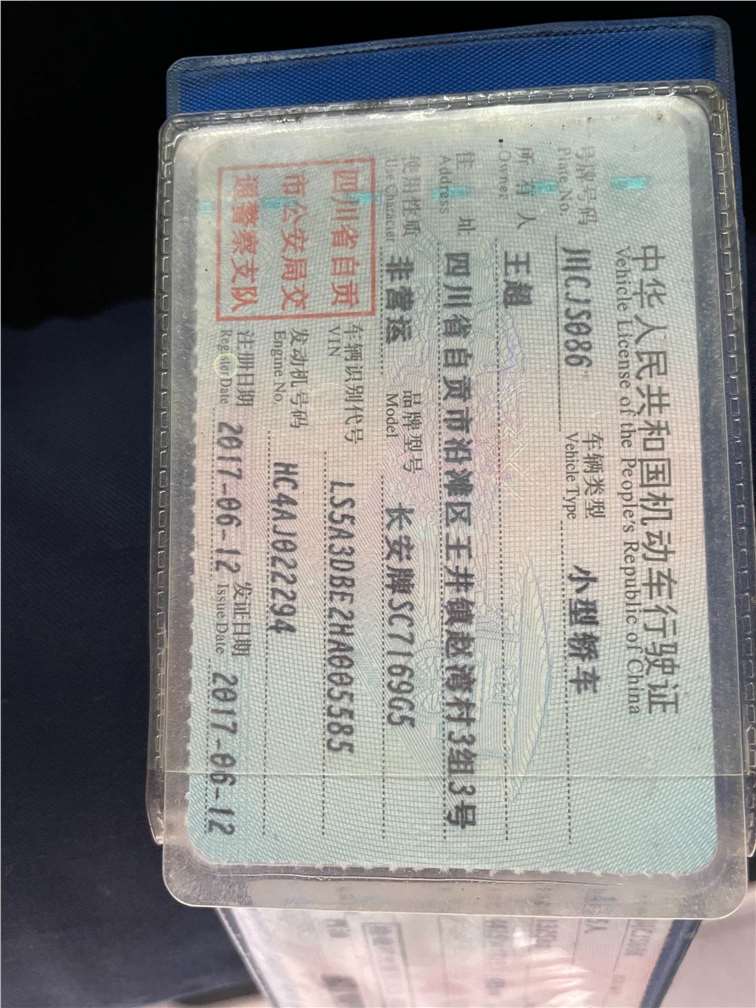 中华人民共和国机动车行驶证
Vehicle License of the People's Republic of China
号牌号码 川CJS086 车辆类型 小型轿车
Plate No. Vehicle Type
所有人 王超
Owner
住址 四川省自贡市沿滩区王井镇赵湾村3组3号
Address
使用性质 非营运 品牌型号 长安牌SC7169G5
Use Character Model
车辆识别代号 LS5A3DBE2HA005585
VIN
发动机号码 HC4AJ022294
Engine No.
注册日期 2017-06-12 发证日期 2017-06-12
Register Date Issue Date
四川省自贡
市公安局交
通警察支队